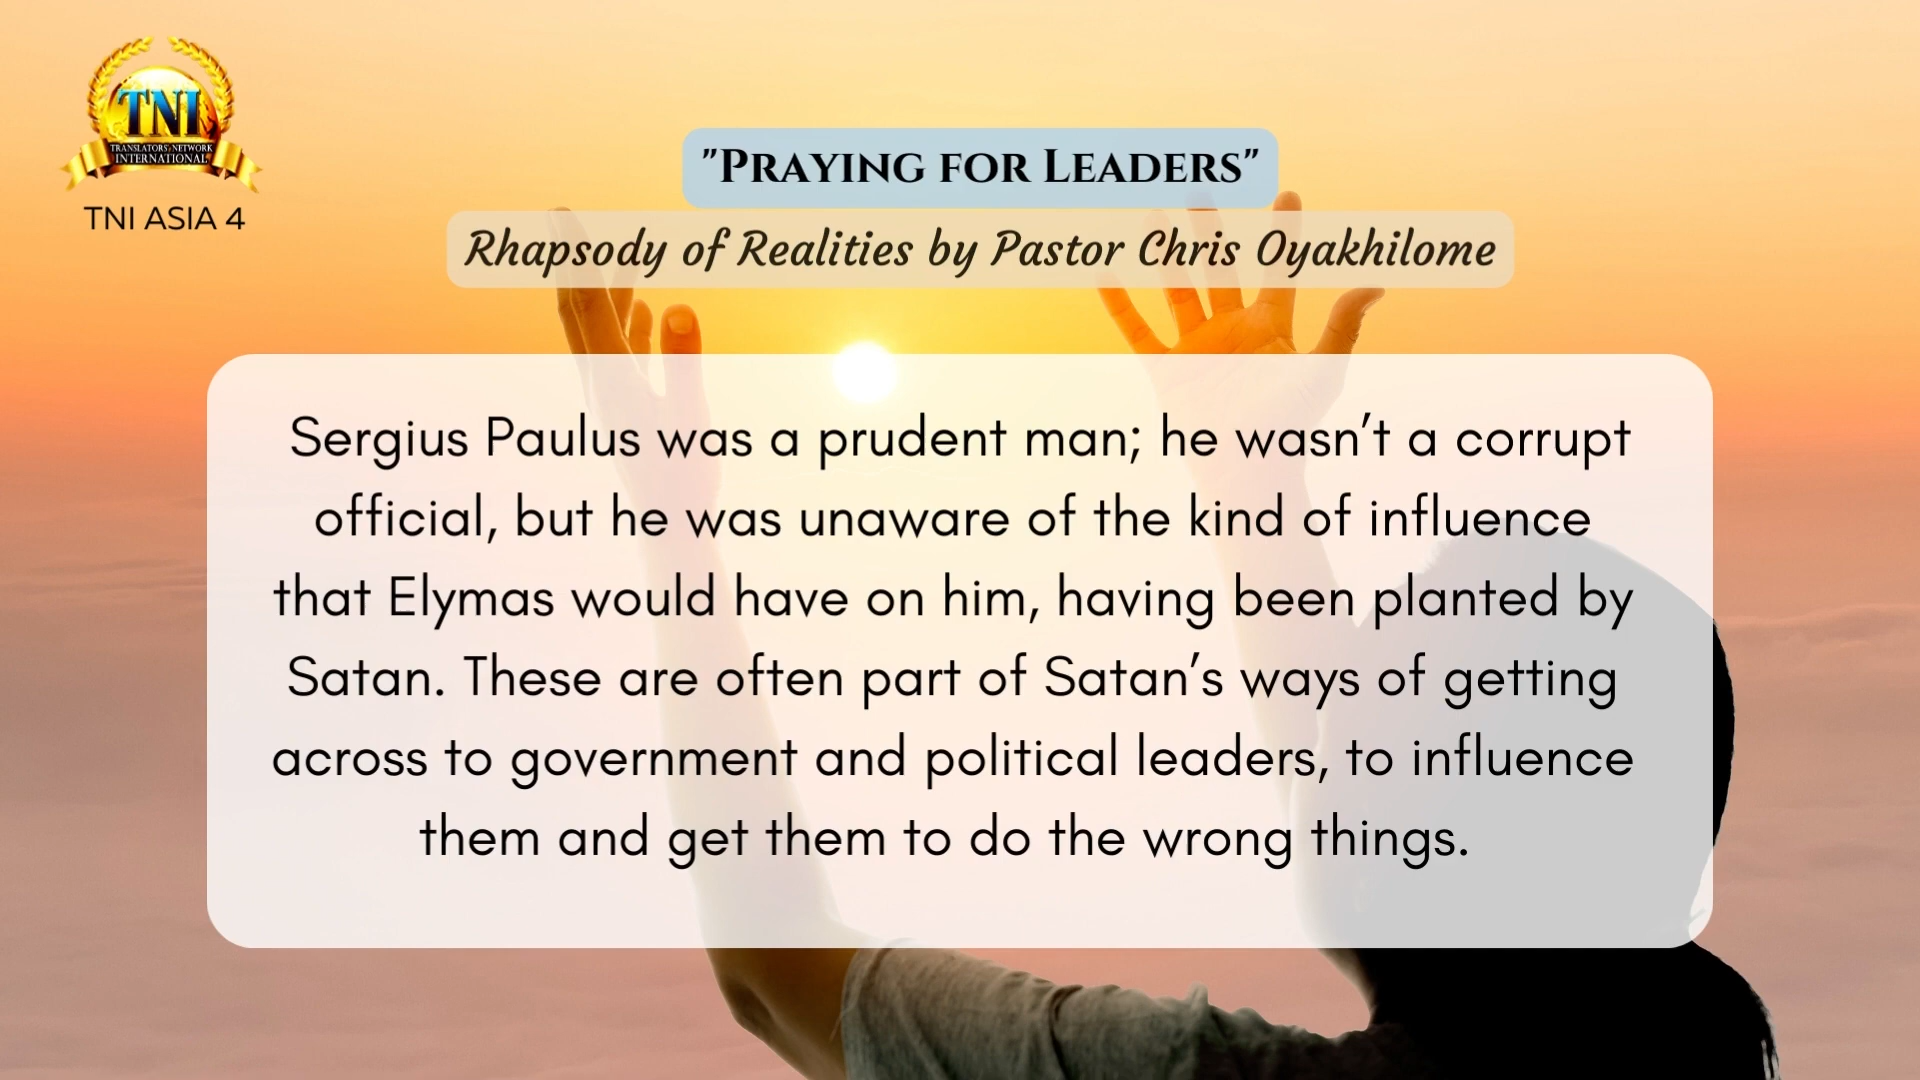 TNI
TRANSLATORS' NETWORK
INTERNATIONAL
TNI ASIA 4
"Praying for Leaders"
Rhapsody of Realities by Pastor Chris Oyakhilome
Sergius Paulus was a prudent man; he wasn't a corrupt
official, but he was unaware of the kind of influence
that Elymas would have on him, having been planted by
Satan. These are often part of Satan's ways of getting
across to government and political leaders, to influence
them and get them to do the wrong things.